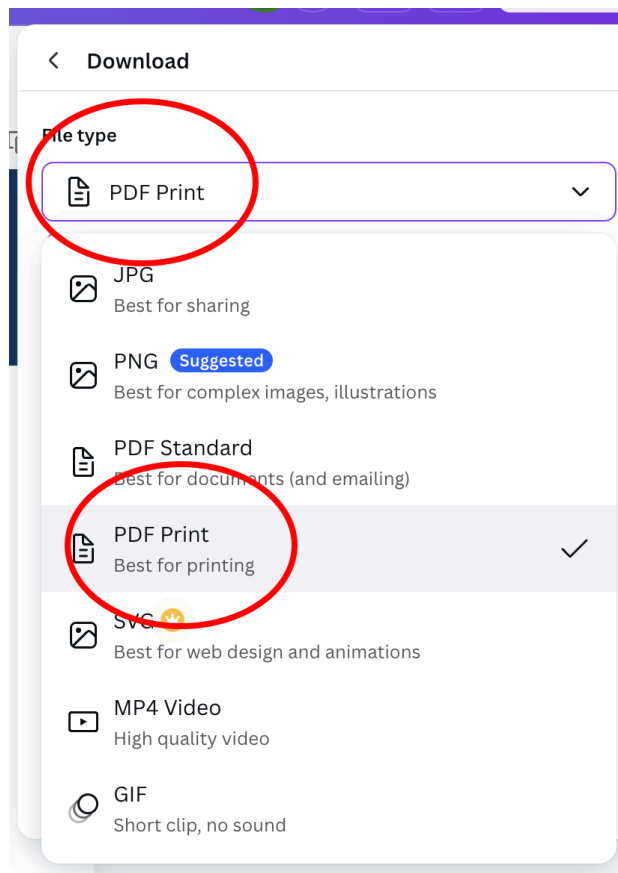 Download
File type
PDF Print
JPG
Best for sharing
PNG Suggested
Best for complex images, illustrations
PDF Standard
Best for documents (and emailing)
PDF Print
Best for printing
SVG
Best for web design and animations
MP4 Video
High quality video
GIF
Short clip, no sound